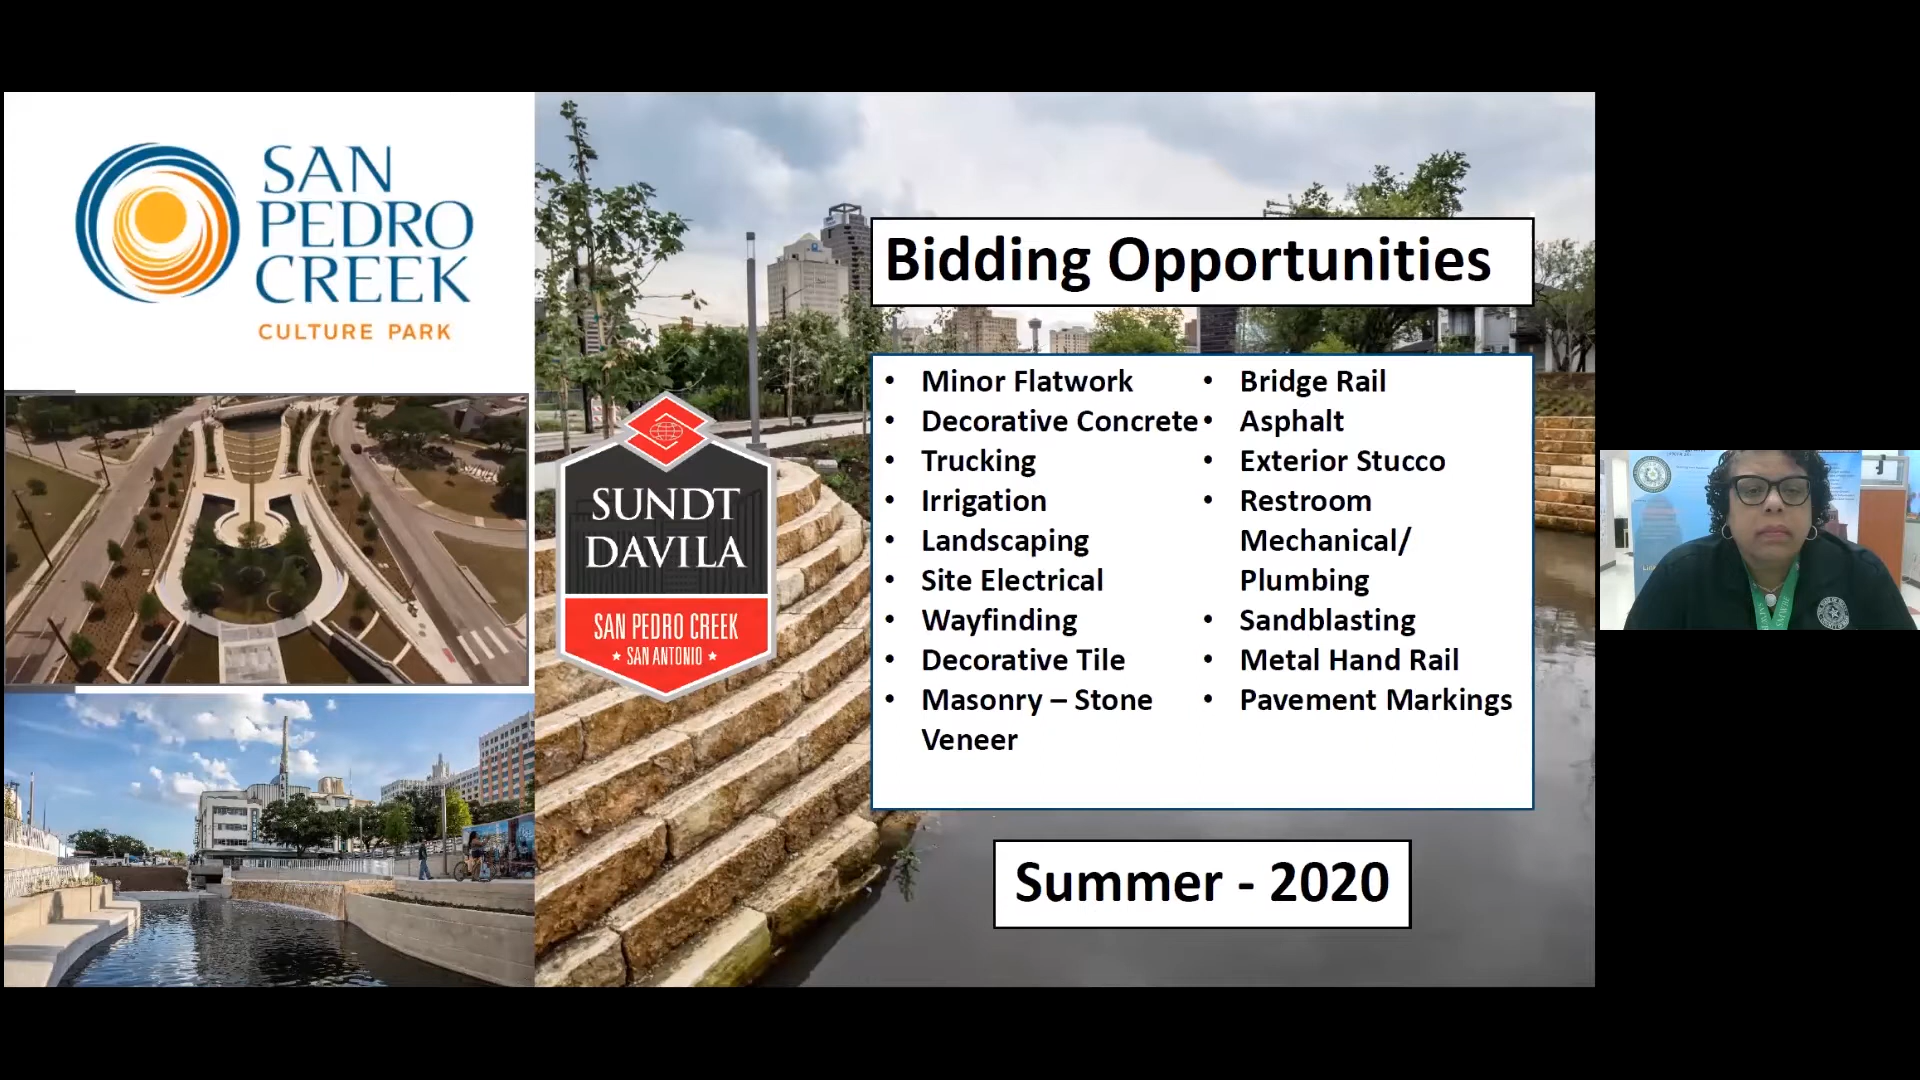 SAN
PEDRO
CREEK
CULTURE PARK
SUNDT
DAVILA
SAN PEDRO CREEK
★ SAN ANTONIO ★
Bidding Opportunities
• Minor Flatwork
• Decorative Concrete
• Trucking
• Irrigation
• Landscaping
• Site Electrical
• Wayfinding
• Decorative Tile
• Masonry – Stone
Veneer
• Bridge Rail
• Asphalt
• Exterior Stucco
• Restroom
Mechanical/
Plumbing
• Sandblasting
• Metal Hand Rail
• Pavement Markings
Summer - 2020